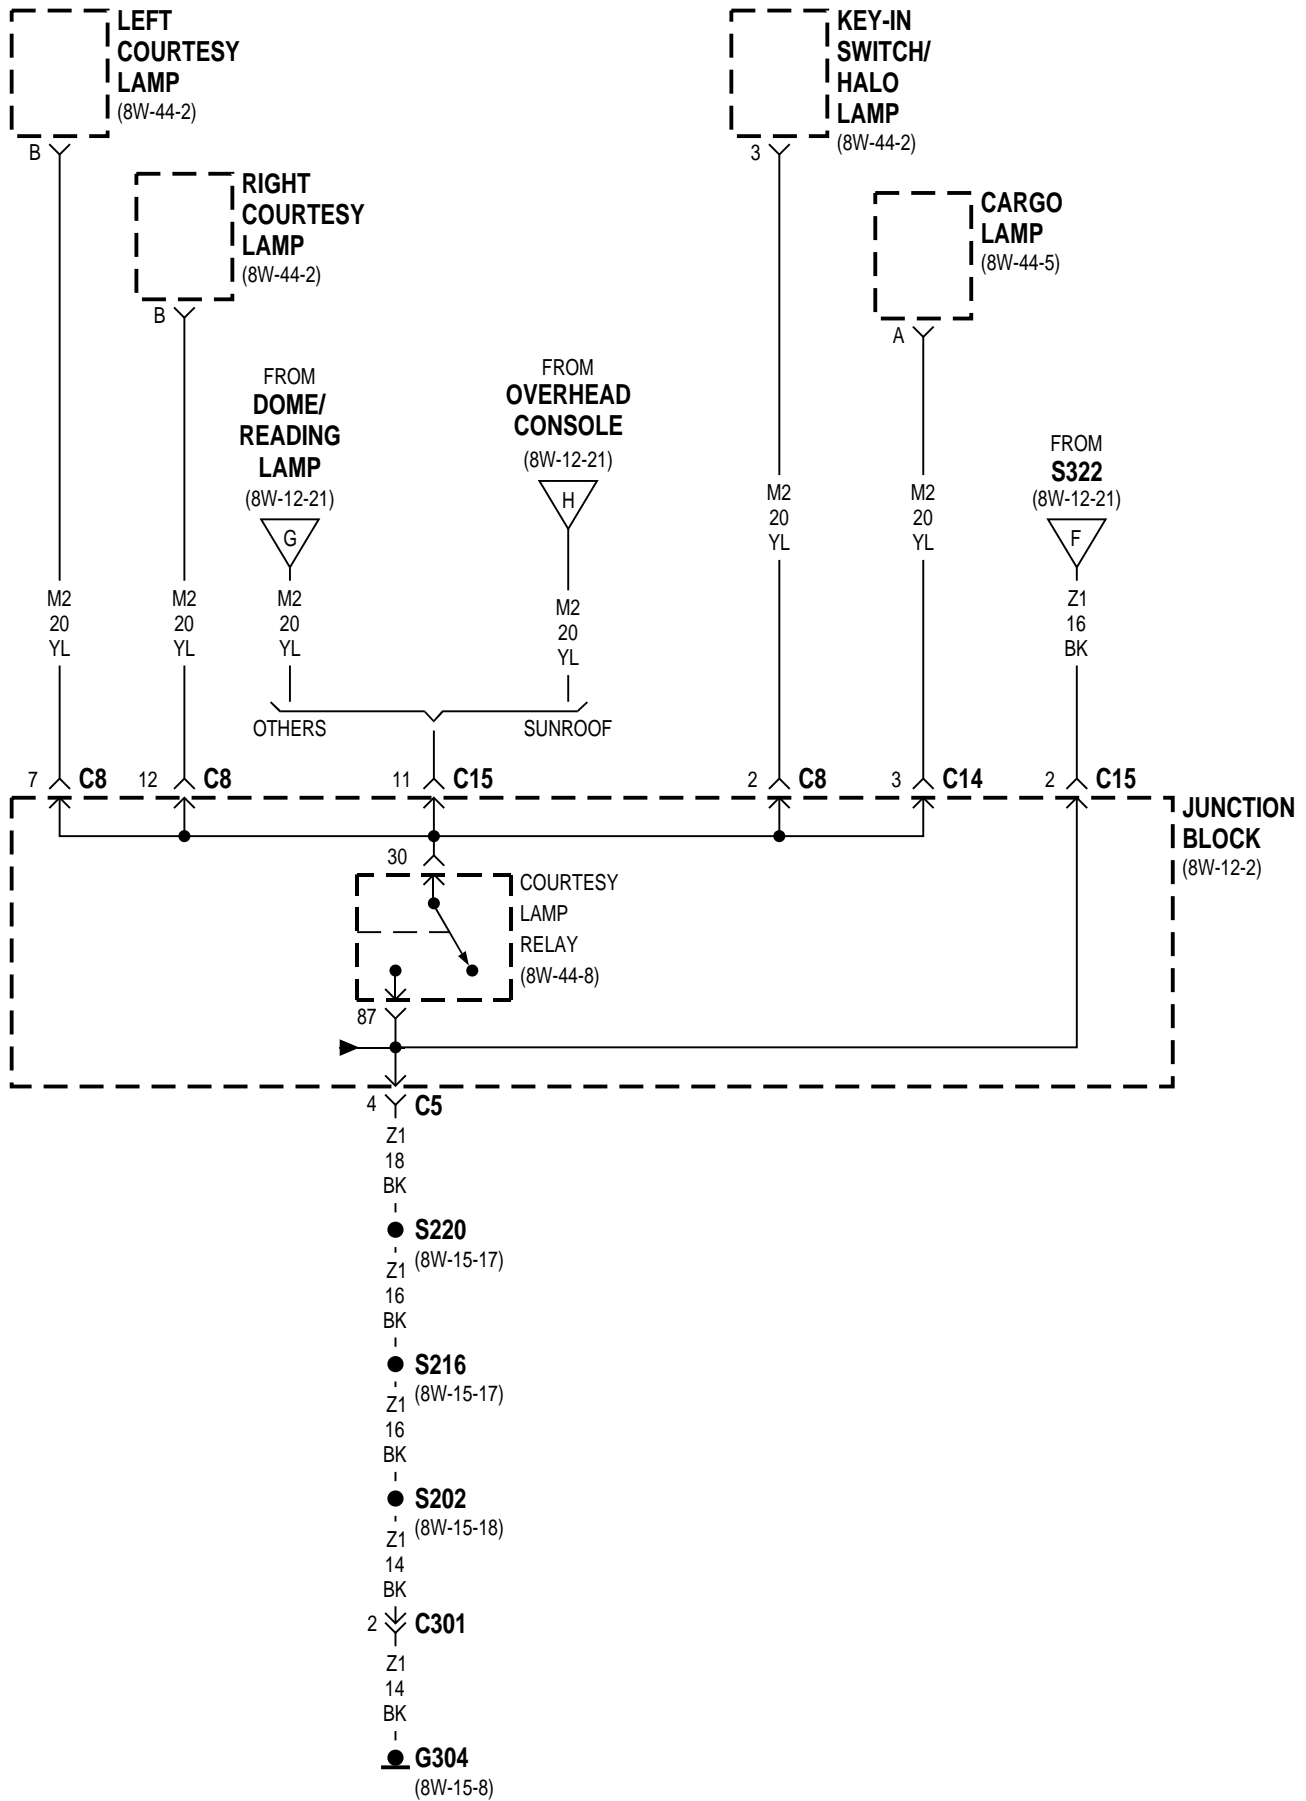 LEFT
COURTESY
LAMP
(8W-44-2)
B
RIGHT
COURTESY
LAMP
(8W-44-2)
B
KEY-IN
SWITCH/
HALO
LAMP
(8W-44-2)
3
CARGO
LAMP
(8W-44-5)
A
FROM
DOME/
READING
LAMP
(8W-12-21)
G
FROM
OVERHEAD
CONSOLE
(8W-12-21)
H
FROM
S322
(8W-12-21)
F
M2
20
YL
M2
20
YL
M2
20
YL
M2
20
YL
M2
20
YL
M2
20
YL
Z1
16
BK
OTHERS
SUNROOF
7 C8
12 C8
11 C15
2 C8
3 C14
2 C15
JUNCTION
BLOCK
(8W-12-2)
30
COURTESY
LAMP
RELAY
(8W-44-8)
87
4 C5
Z1
18
BK
S220
(8W-15-17)
Z1
16
BK
S216
(8W-15-17)
Z1
16
BK
S202
(8W-15-18)
Z1
14
BK
2 C301
Z1
14
BK
G304
(8W-15-8)